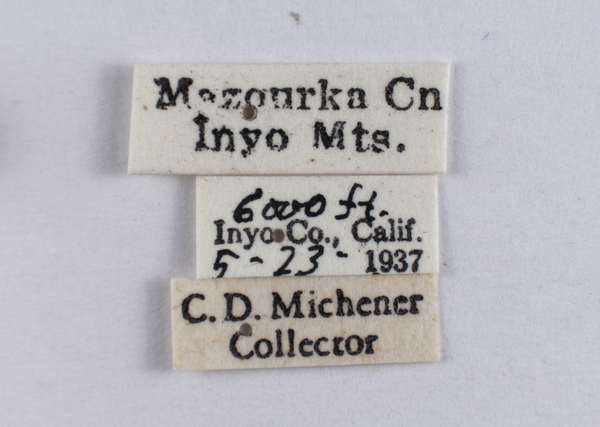 Mazourka Cn
Inyo Mts.
6000 ft.
Inyo Co., Calif.
5-23-1937
C. D. Michener
Collector